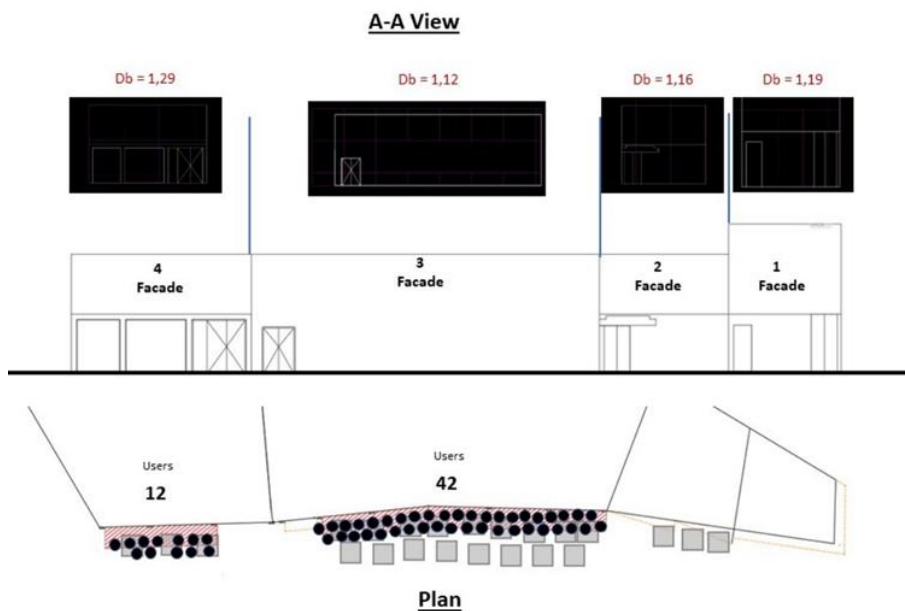 A-A View
Db = 1,29
Db = 1,12
Db = 1,16
Db = 1,19
4
Facade
3
Facade
2
Facade
1
Facade
Users
12
Users
42
Plan